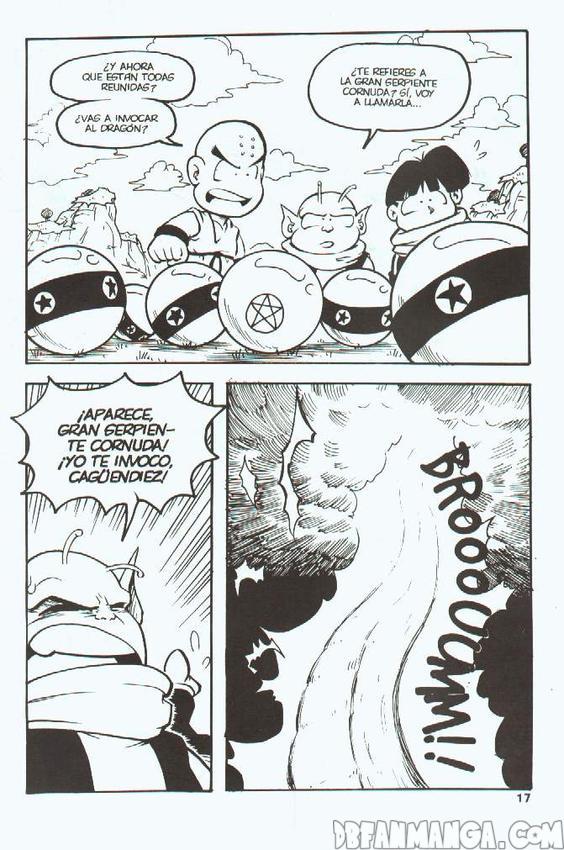 ¿Y AHORA
QUE ESTÁN TODAS
REUNIDAS?
¿VAS A INVOCAR
AL DRAGÓN?
¿TE REFIERES A
LA GRAN SERPIENTE
CORNUDA? SÍ, VOY
A LLAMARLA...
¡APARECE,
GRAN SERPIEN-
TE CORNUDA!
¡YO TE INVOCO,
CAGÜENDIEZ!
BROOOOUUMM!!
17
DBFANMANGA.COM